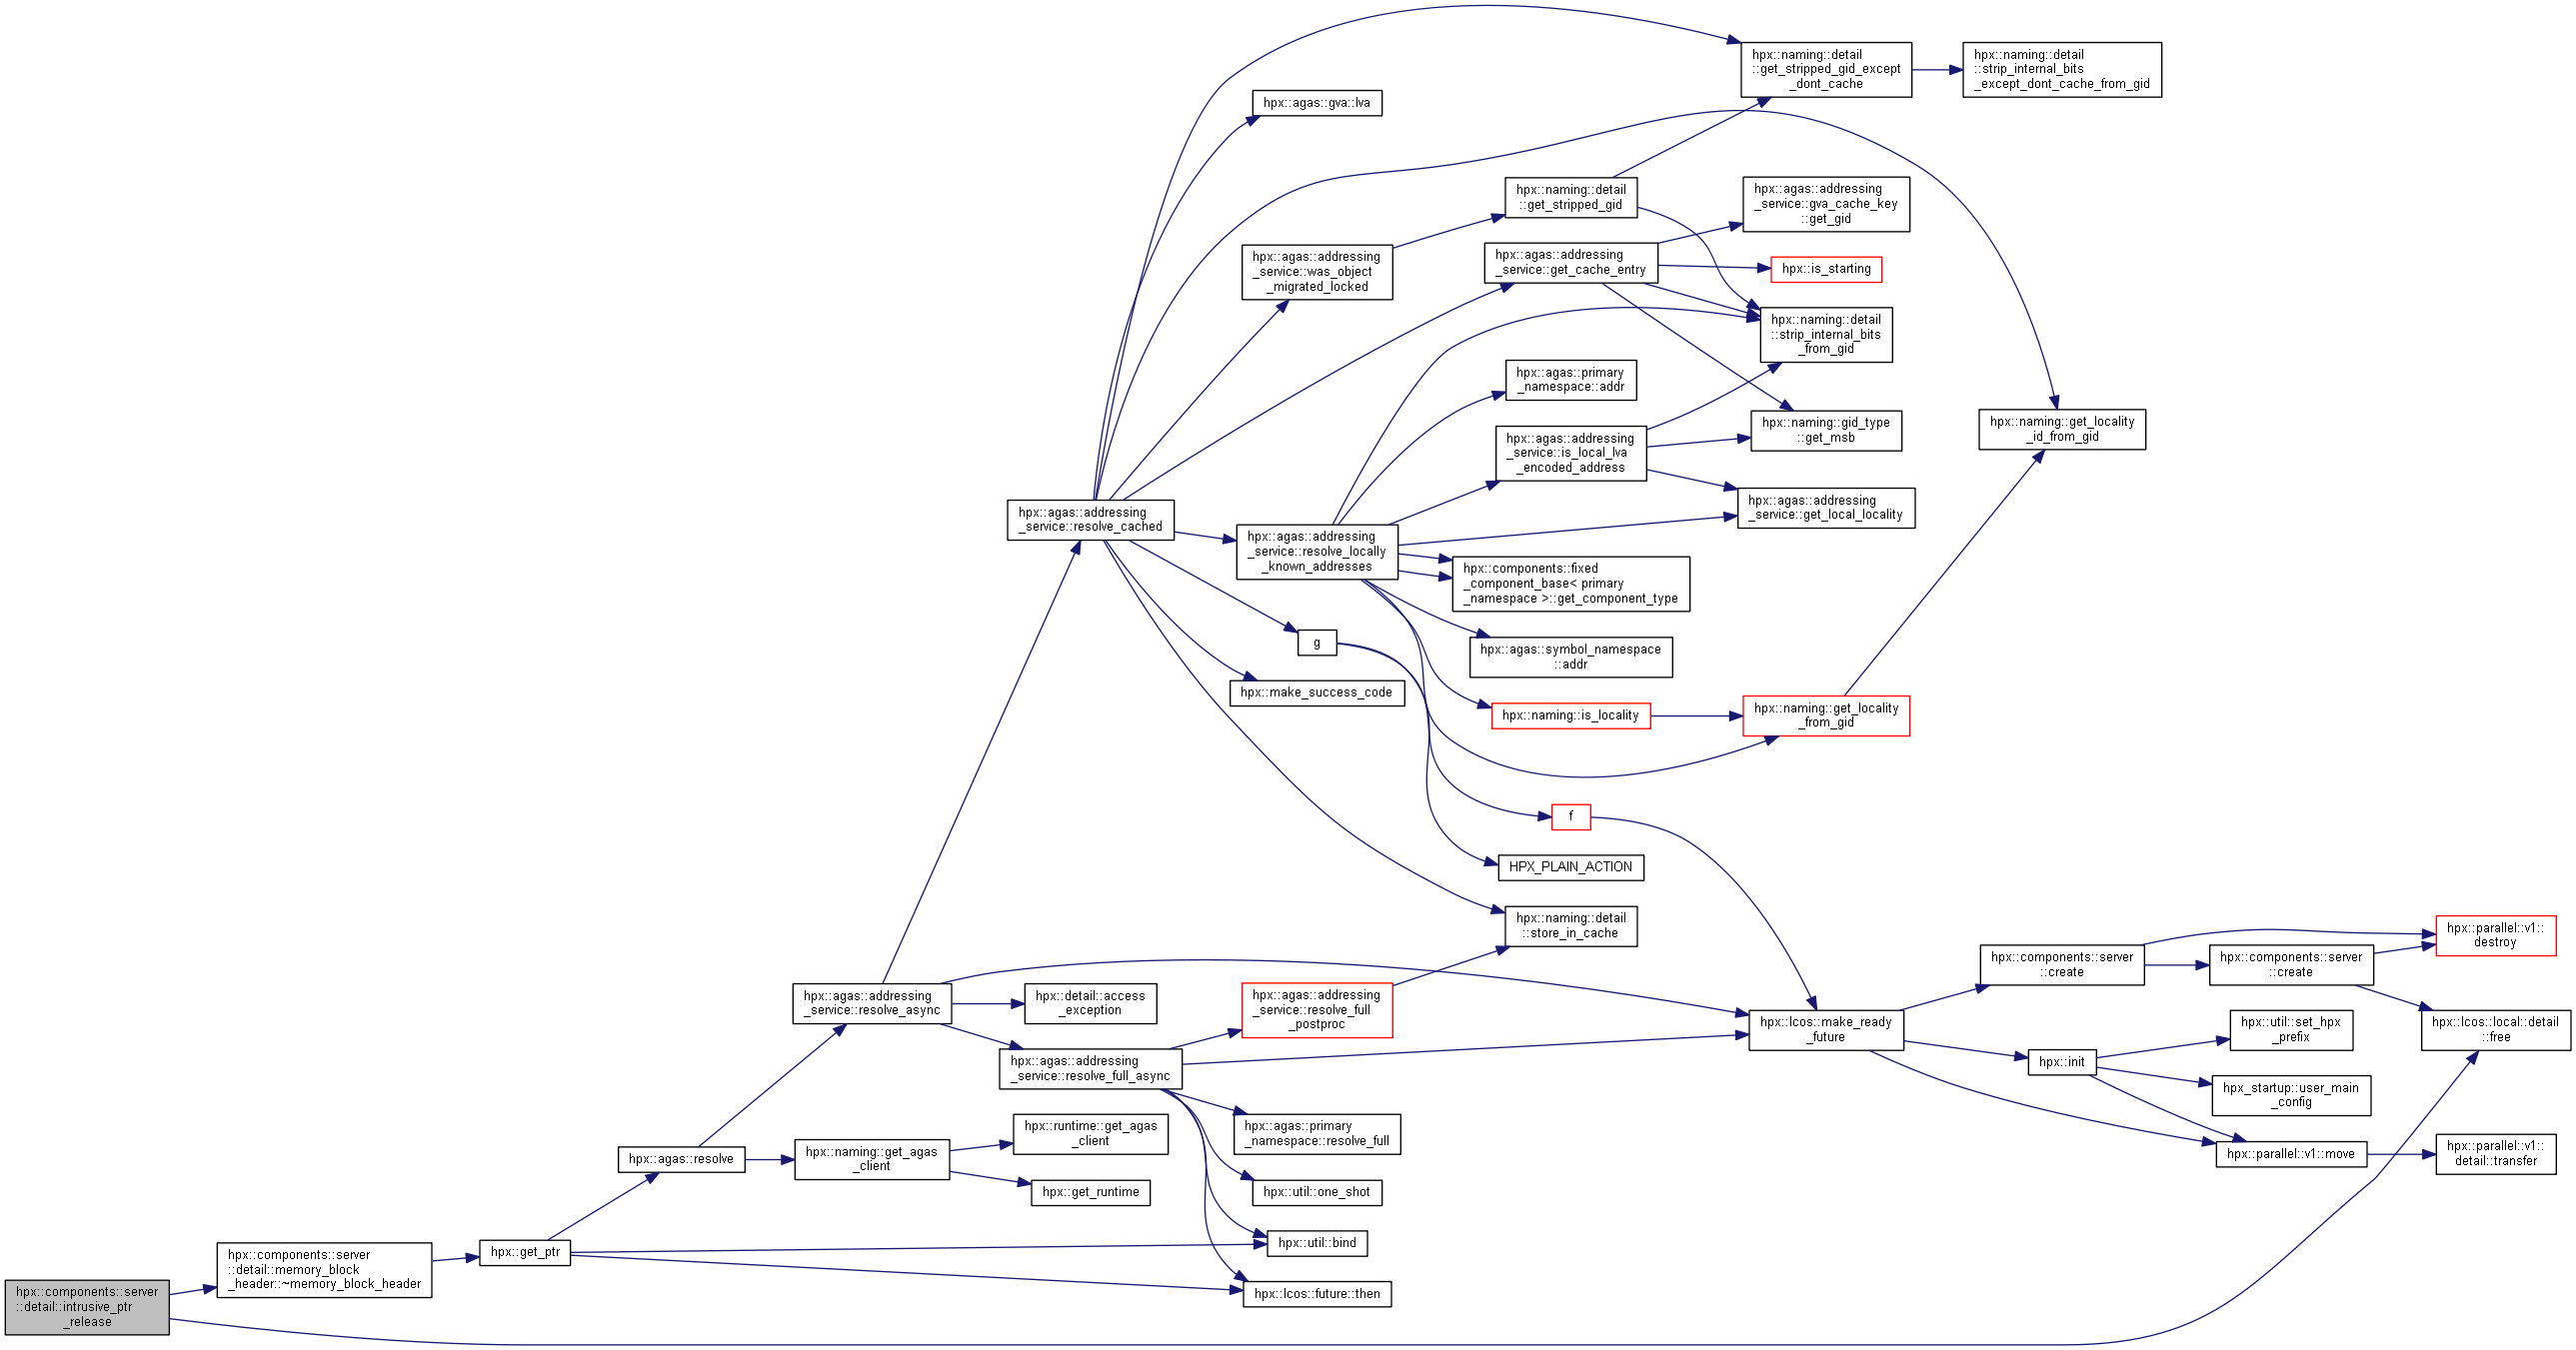 hpx::components::server
::detail::intrusive_ptr
_release
hpx::components::server
::detail::memory_block
_header::~memory_block_header
hpx::get_ptr
hpx::agas::resolve
hpx::agas::addressing
_service::resolve_async
hpx::naming::get_agas
_client
hpx::agas::addressing
_service::resolve_cached
hpx::detail::access
_exception
hpx::agas::addressing
_service::resolve_full_async
hpx::runtime::get_agas
_client
hpx::get_runtime
hpx::agas::gva::lva
hpx::agas::addressing
_service::was_object
_migrated_locked
hpx::agas::addressing
_service::resolve_locally
_known_addresses
g
hpx::make_success_code
hpx::agas::addressing
_service::resolve_full
_postproc
hpx::agas::primary
_namespace::resolve_full
hpx::util::one_shot
hpx::util::bind
hpx::lcos::future::then
hpx::naming::detail
::get_stripped_gid
hpx::agas::addressing
_service::get_cache_entry
hpx::agas::primary
_namespace::addr
hpx::agas::addressing
_service::is_local_lva
_encoded_address
hpx::components::fixed
_component_base< primary
_namespace >::get_component_type
hpx::agas::symbol_namespace
::addr
hpx::naming::is_locality
f
HPX_PLAIN_ACTION
hpx::naming::detail
::store_in_cache
hpx::naming::detail
::get_stripped_gid_except
_dont_cache
hpx::agas::addressing
_service::gva_cache_key
::get_gid
hpx::is_starting
hpx::naming::detail
::strip_internal_bits
_from_gid
hpx::naming::gid_type
::get_msb
hpx::agas::addressing
_service::get_local_locality
hpx::naming::get_locality
_from_gid
hpx::lcos::make_ready
_future
hpx::naming::detail
::strip_internal_bits
_except_dont_cache_from_gid
hpx::naming::get_locality
_id_from_gid
hpx::components::server
::create
hpx::init
hpx::components::server
::create
hpx::util::set_hpx
_prefix
hpx_startup::user_main
_config
hpx::parallel::v1::move
hpx::parallel::v1::
destroy
hpx::lcos::local::detail
::free
hpx::parallel::v1::
detail::transfer